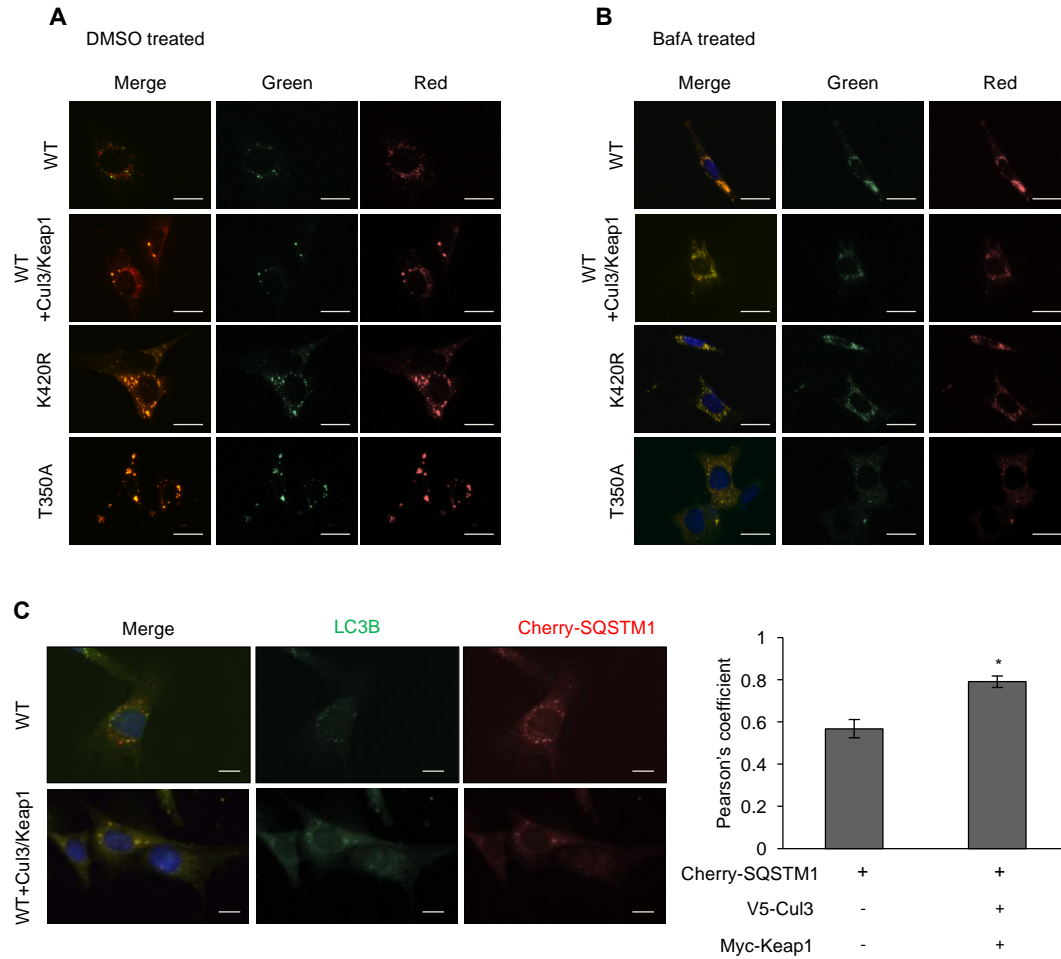 A
DMSO treated
Merge
Green
Red
WT
WT
+Cul3/Keap1
K420R
T350A
B
BafA treated
Merge
Green
Red
WT
WT
+Cul3/Keap1
K420R
T350A
C
Merge
LC3B
Cherry-SQSTM1
WT
WT+Cul3/Keap1
Pearson's coefficient
1
0.8
0.6
0.4
0.2
0
*
Cherry-SQSTM1 + +
V5-Cul3 - +
Myc-Keap1 - +